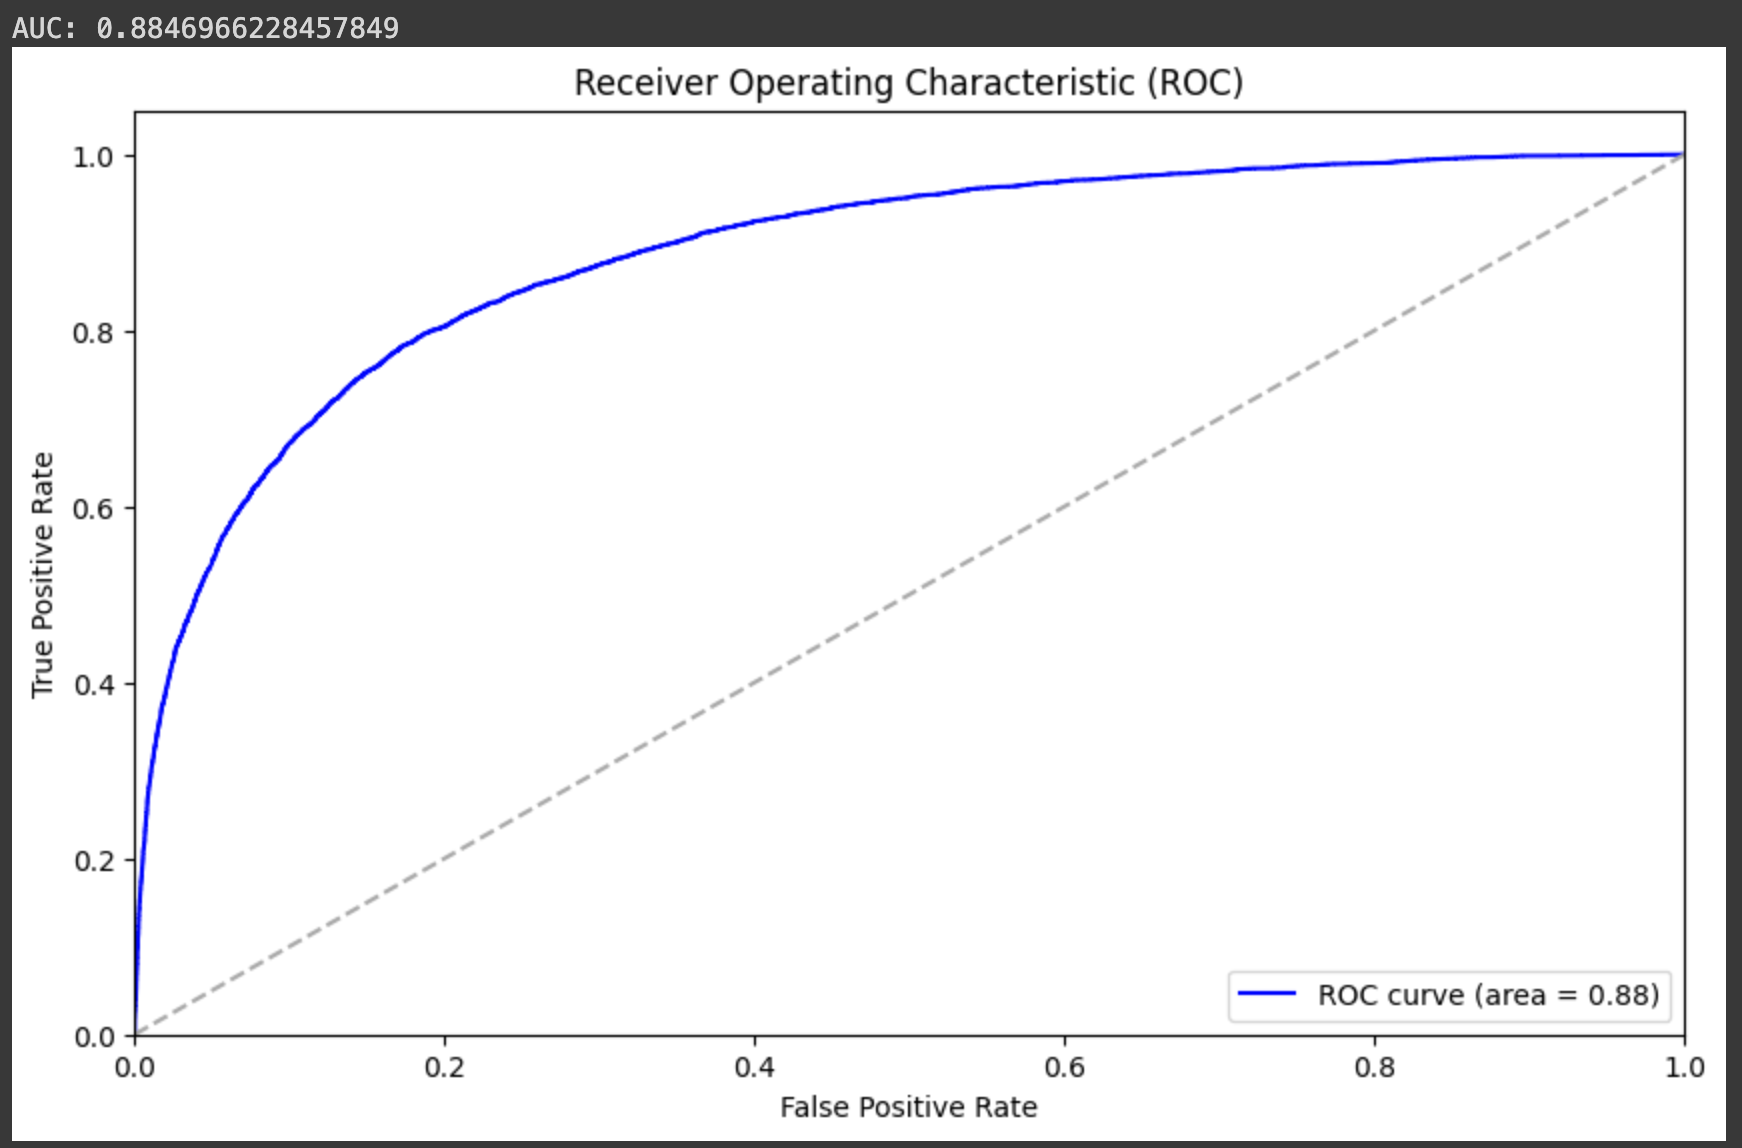 AUC: 0.8846966228457849
Receiver Operating Characteristic (ROC)
True Positive Rate
1.0
0.8
0.6
0.4
0.2
0.0
0.0 0.2 0.4 0.6 0.8 1.0
False Positive Rate
ROC curve (area = 0.88)